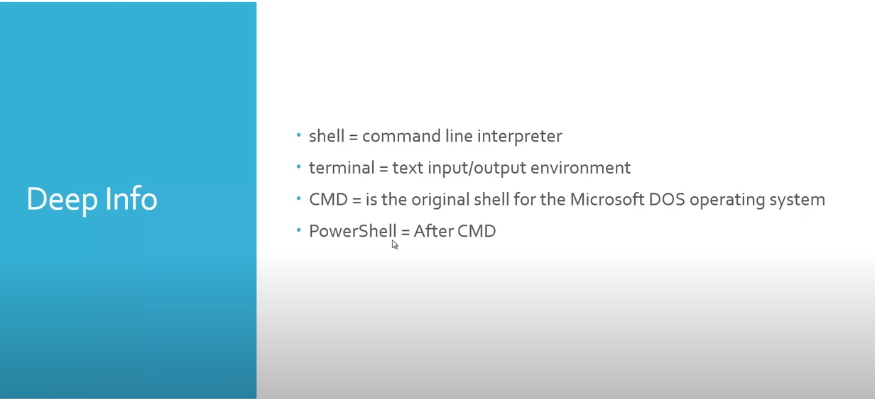 Deep Info
• shell = command line interpreter
• terminal = text input/output environment
• CMD = is the original shell for the Microsoft DOS operating system
• PowerShell = After CMD